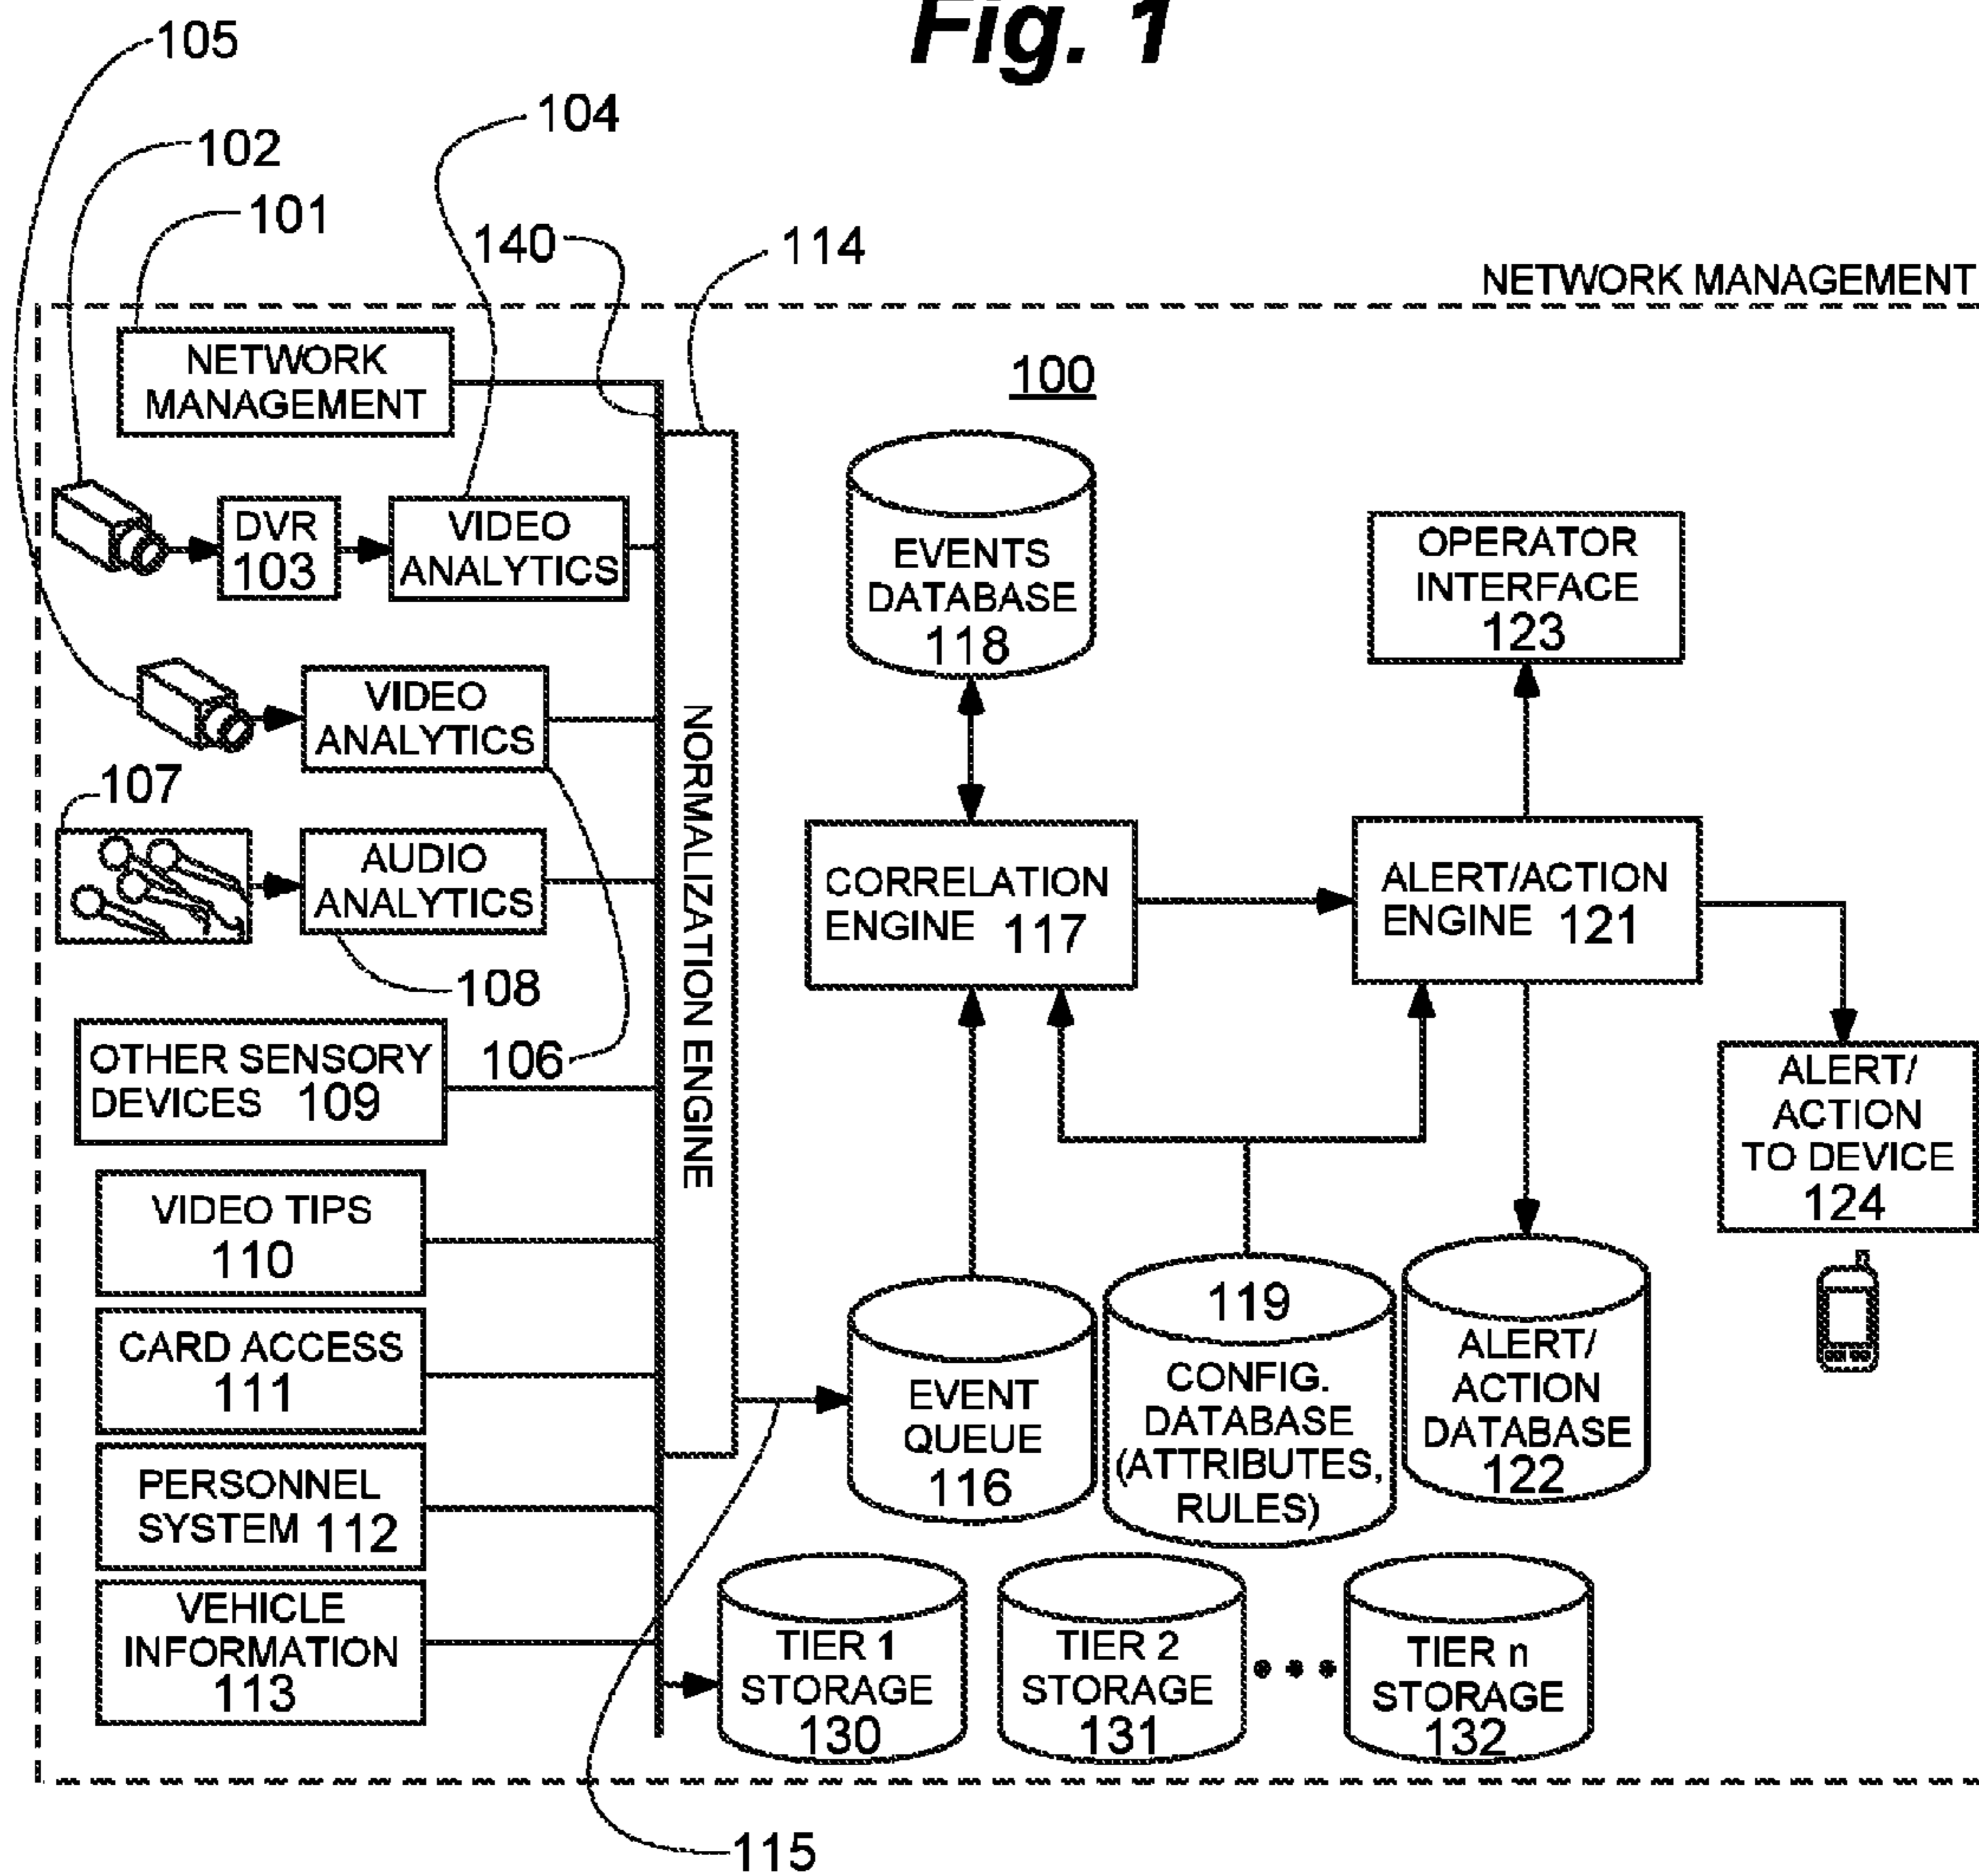 Fig. 1
105
102
104
101
140
114
NETWORK MANAGEMENT
NETWORK
MANAGEMENT
100
DVR
103
VIDEO
ANALYTICS
EVENTS
DATABASE
118
OPERATOR
INTERFACE
123
VIDEO
ANALYTICS
107
AUDIO
ANALYTICS
108
NORMALIZATION ENGINE
CORRELATION
ENGINE 117
ALERT/ACTION
ENGINE 121
OTHER SENSORY
DEVICES 109
106
ALERT/
ACTION
TO DEVICE
124
VIDEO TIPS
110
CARD ACCESS
111
PERSONNEL
SYSTEM 112
VEHICLE
INFORMATION
113
EVENT
QUEUE
116
119
CONFIG.
DATABASE
(ATTRIBUTES,
RULES)
ALERT/
ACTION
DATABASE
122
TIER 1
STORAGE
130
TIER 2
STORAGE
131
TIER n
STORAGE
132
115